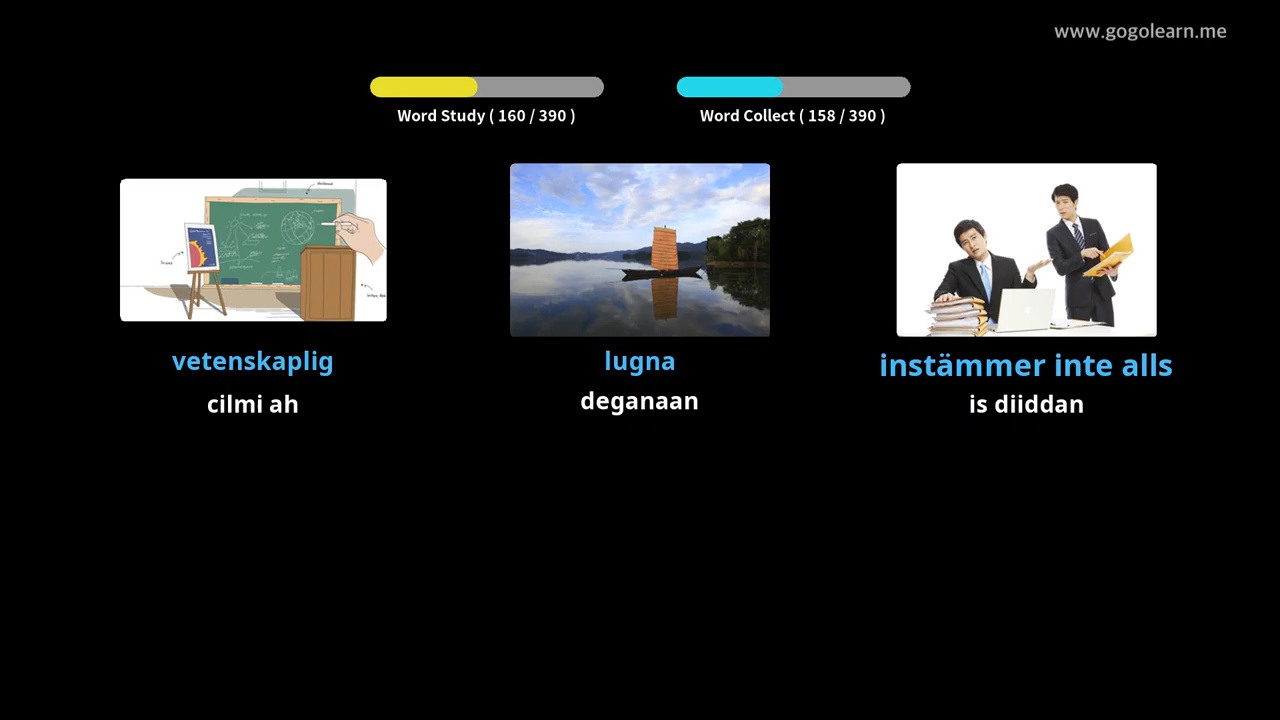 www.gogolearn.me
Word Study ( 160 / 390 )
Word Collect ( 158 / 390 )
vetenskaplig
lugna
instämmer inte alls
cilmi ah
deganaan
is diiddan